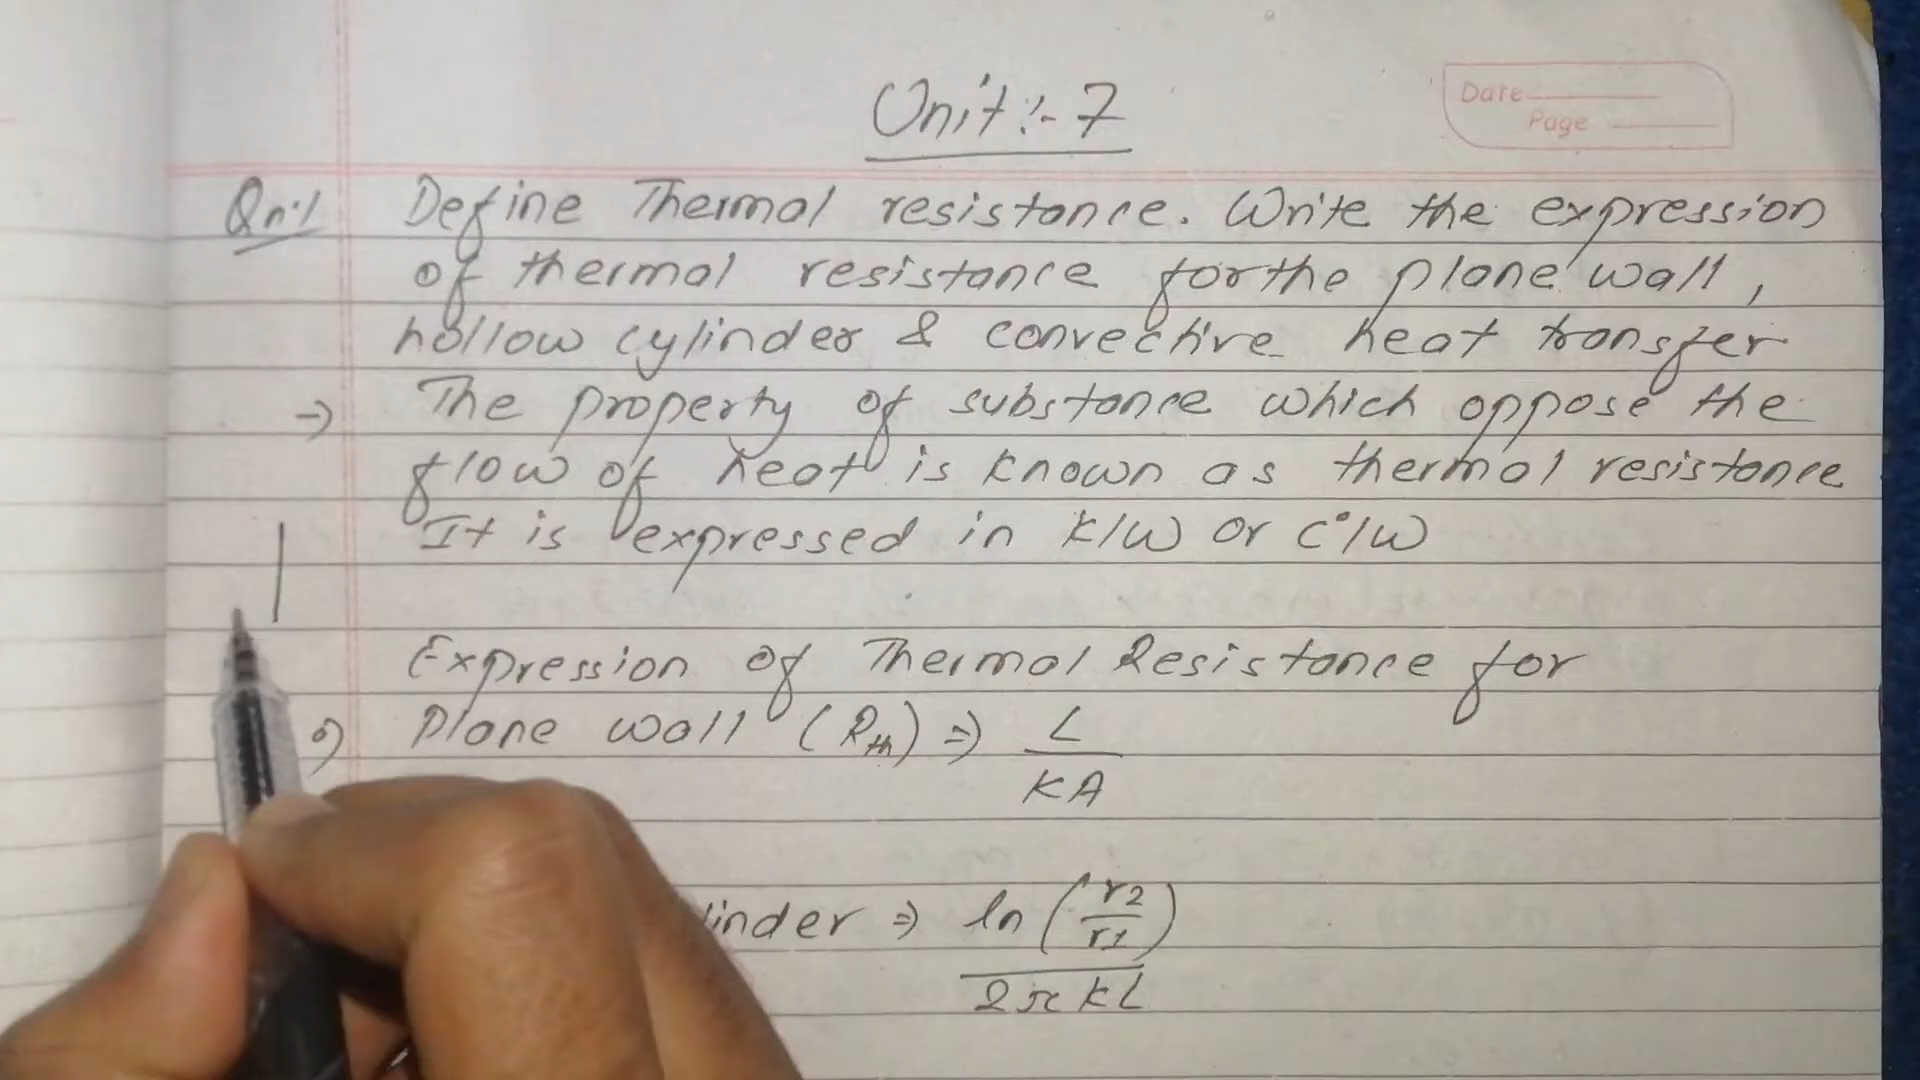 Unit :- 7
Date
Page
Qn.1 Define Thermal resistance. Write the expression
of thermal resistance for the plane wall,
hollow cylinder & convective heat transfer
⇒ The property of substance which oppose the
flow of heat is known as thermal resistance
It is expressed in K/W or C°/W
Expression of Thermal Resistance for
Plane wall (Rth) ⇒ L
KA
linder ⇒ ln (r2/r1)
2πKL